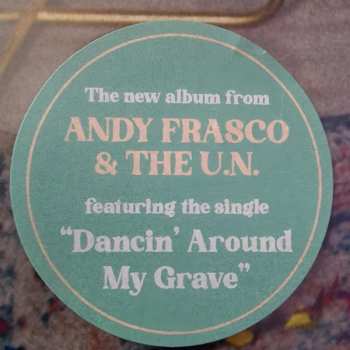 The new album from
ANDY FRASCO
& THE U.N.
featuring the single
“Dancin’ Around
My Grave”